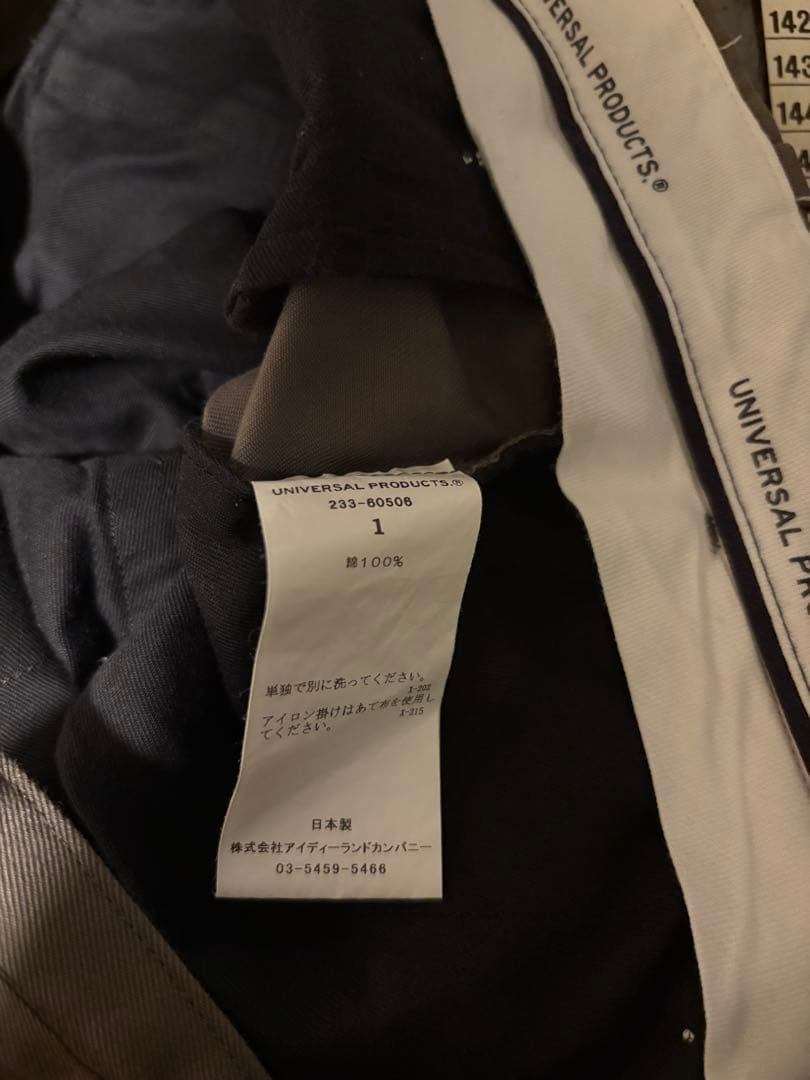 142
143
144
VERSAL PRODUCTS.®
UNIVERSAL
UNIVERSAL PRODUCTS.®
233-60506
1
綿100%
単独で別に洗ってください。
X-202
アイロン掛けはあて布を使用し
てください。
X-215
日本製
株式会社アイディーランドカンパニー
03-5459-5466